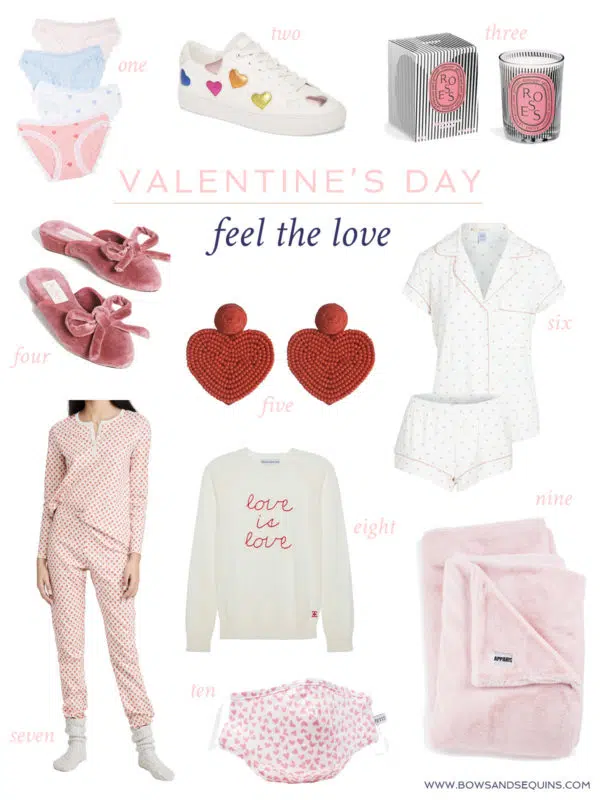 one
two
three
ROSES
ROSES
VALENTINE'S DAY
feel the love
four
five
six
seven
love
is
love
eight
nine
APPARIS
ten
WWW.BOWSANDSEQUINS.COM